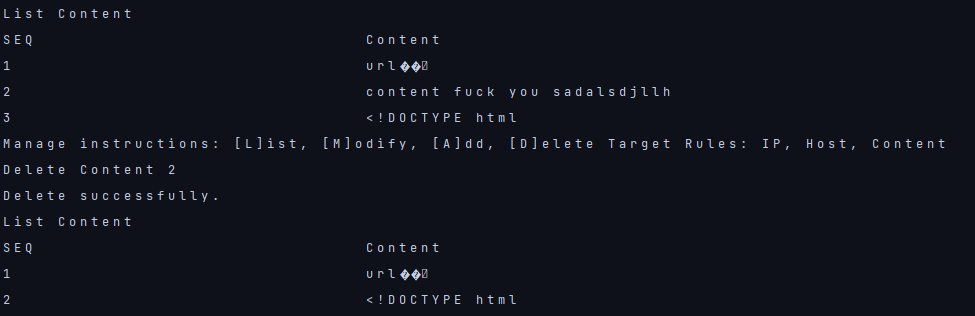 List Content
SEQ Content
1 url��
2 content fuck you sadalsdjllh
3 <!DOCTYPE html
Manage instructions: [L]ist, [M]odify, [A]dd, [D]elete Target Rules: IP, Host, Content
Delete Content 2
Delete successfully.
List Content
SEQ Content
1 url��
2 <!DOCTYPE html